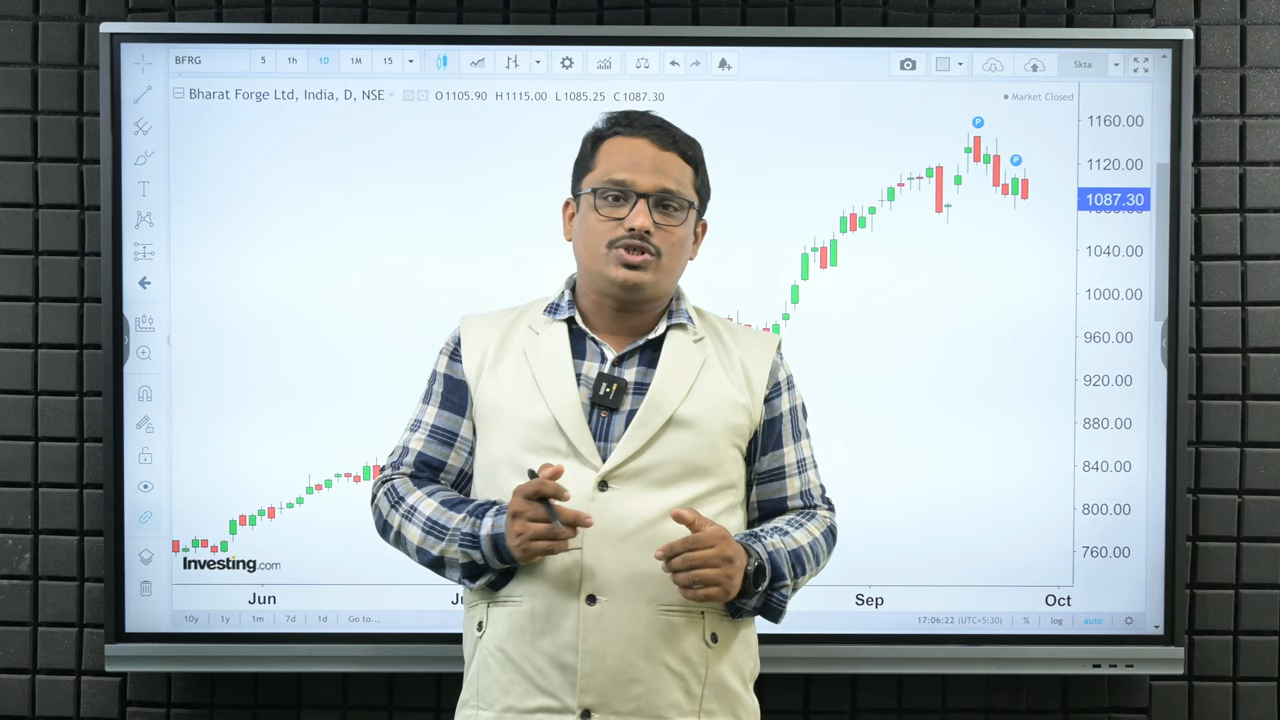 BFRG 5 1h 1D 1M 15 5kta
Bharat Forge Ltd, India, D, NSE O1105.90 H1115.00 L1085.25 C1087.30
Market Closed
P
P
1160.00
1120.00
1087.30
1040.00
1000.00
960.00
920.00
880.00
840.00
800.00
760.00
Investing.com
Jun Sep Oct
10y 1y 1m 7d 1d Go to... 17:06:22 (UTC+5:30) % log auto